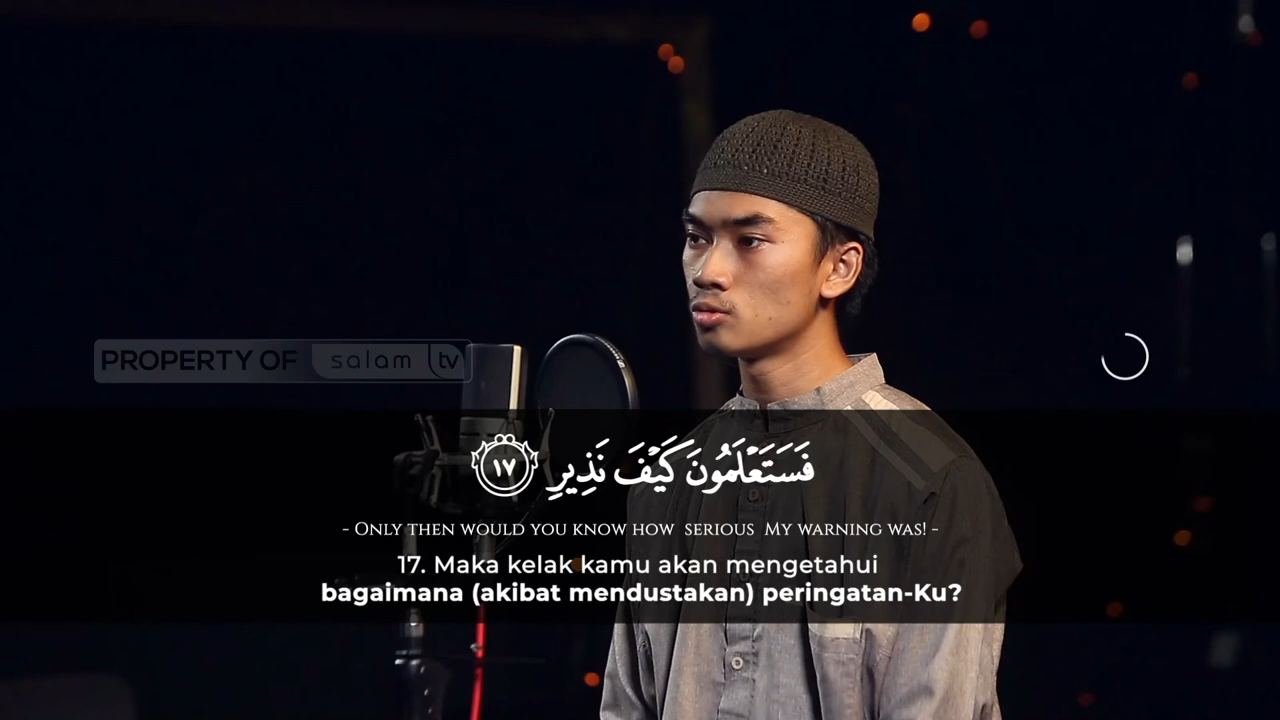 PROPERTY OF salam tv
فَسَتَعْلَمُونَ كَيْفَ نَذِيرِ ١٧
- Only then would you know how serious My warning was! -
17. Maka kelak kamu akan mengetahui
bagaimana (akibat mendustakan) peringatan-Ku?